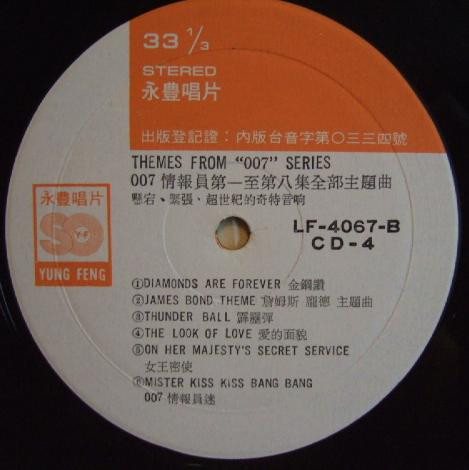 33 1/3
STEREO
永豐唱片
出版登記證：內版台音字第〇三三四號
THEMES FROM “007” SERIES
007 情報員第一至第八集全部主題曲
懸宕、緊張、超世紀的奇特音响
LF-4067-B
CD-4
永豐唱片
YF
YUNG FENG
①DIAMONDS ARE FOREVER 金鋼鑽
②JAMES BOND THEME 詹姆斯 龐德 主題曲
③THUNDER BALL 霹靂彈
④THE LOOK OF LOVE 愛的面貌
⑤ON HER MAJESTY'S SECRET SERVICE
女王密使
⑥MISTER KISS KISS BANG BANG
007 情報員迷